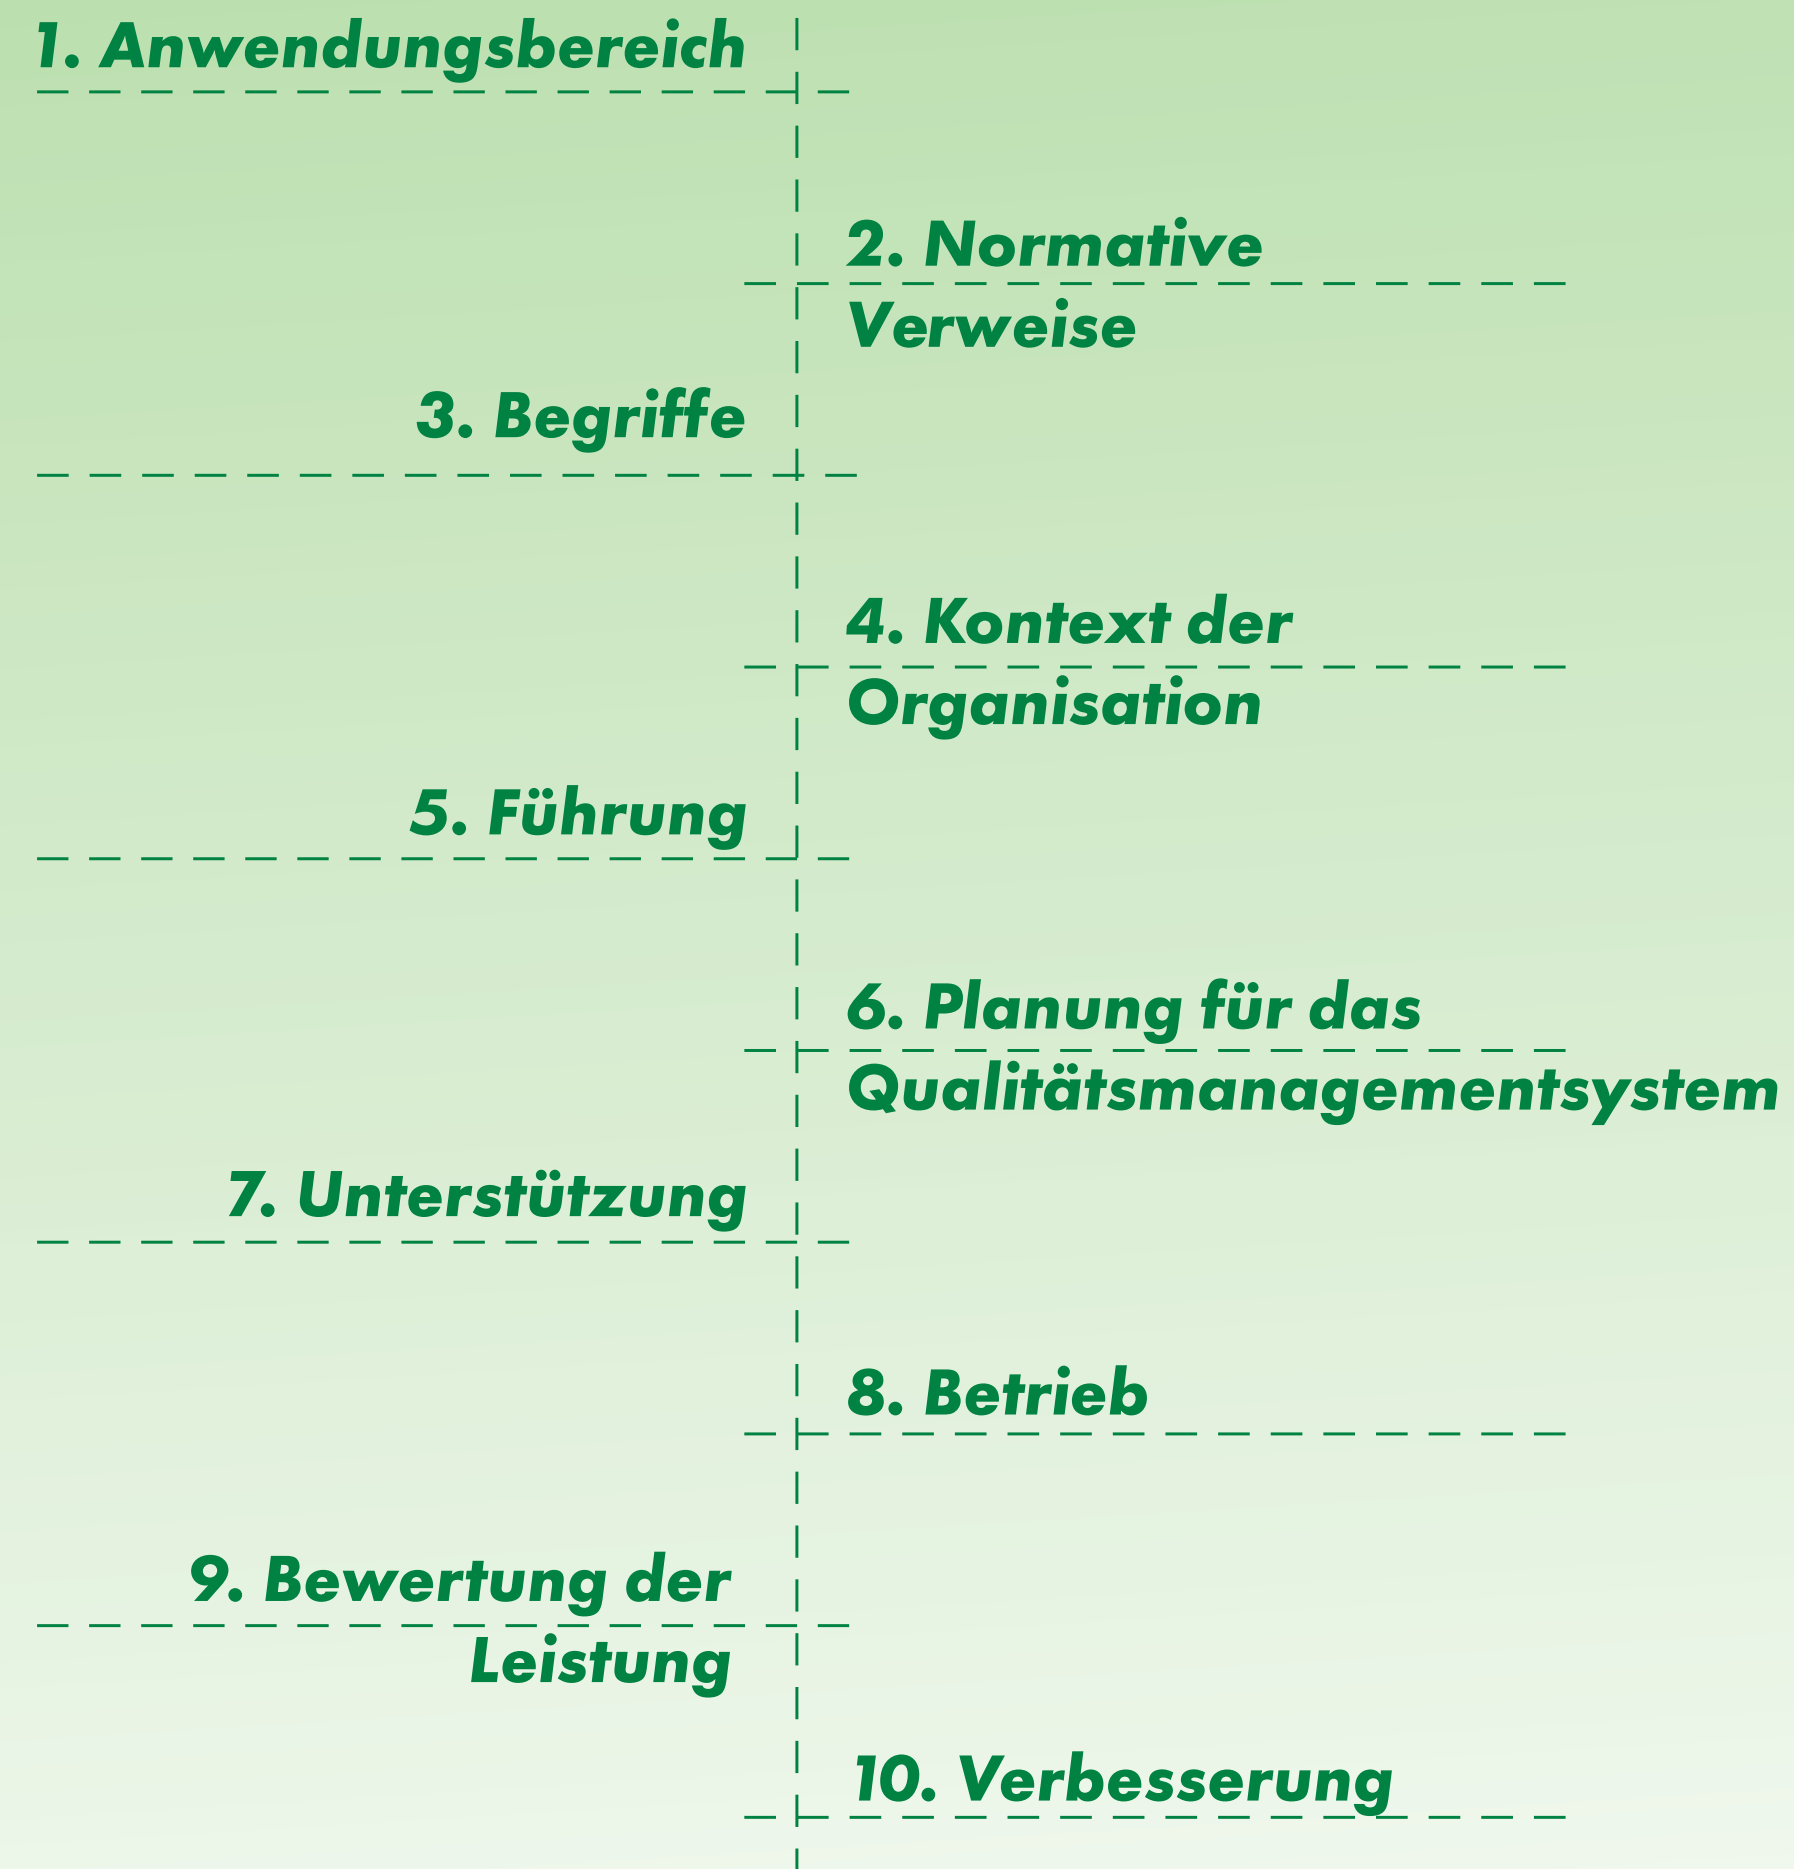 1. Anwendungsbereich
2. Normative
Verweise
3. Begriffe
4. Kontext der
Organisation
5. Führung
6. Planung für das
Qualitätsmanagementsystem
7. Unterstützung
8. Betrieb
9. Bewertung der
Leistung
10. Verbesserung